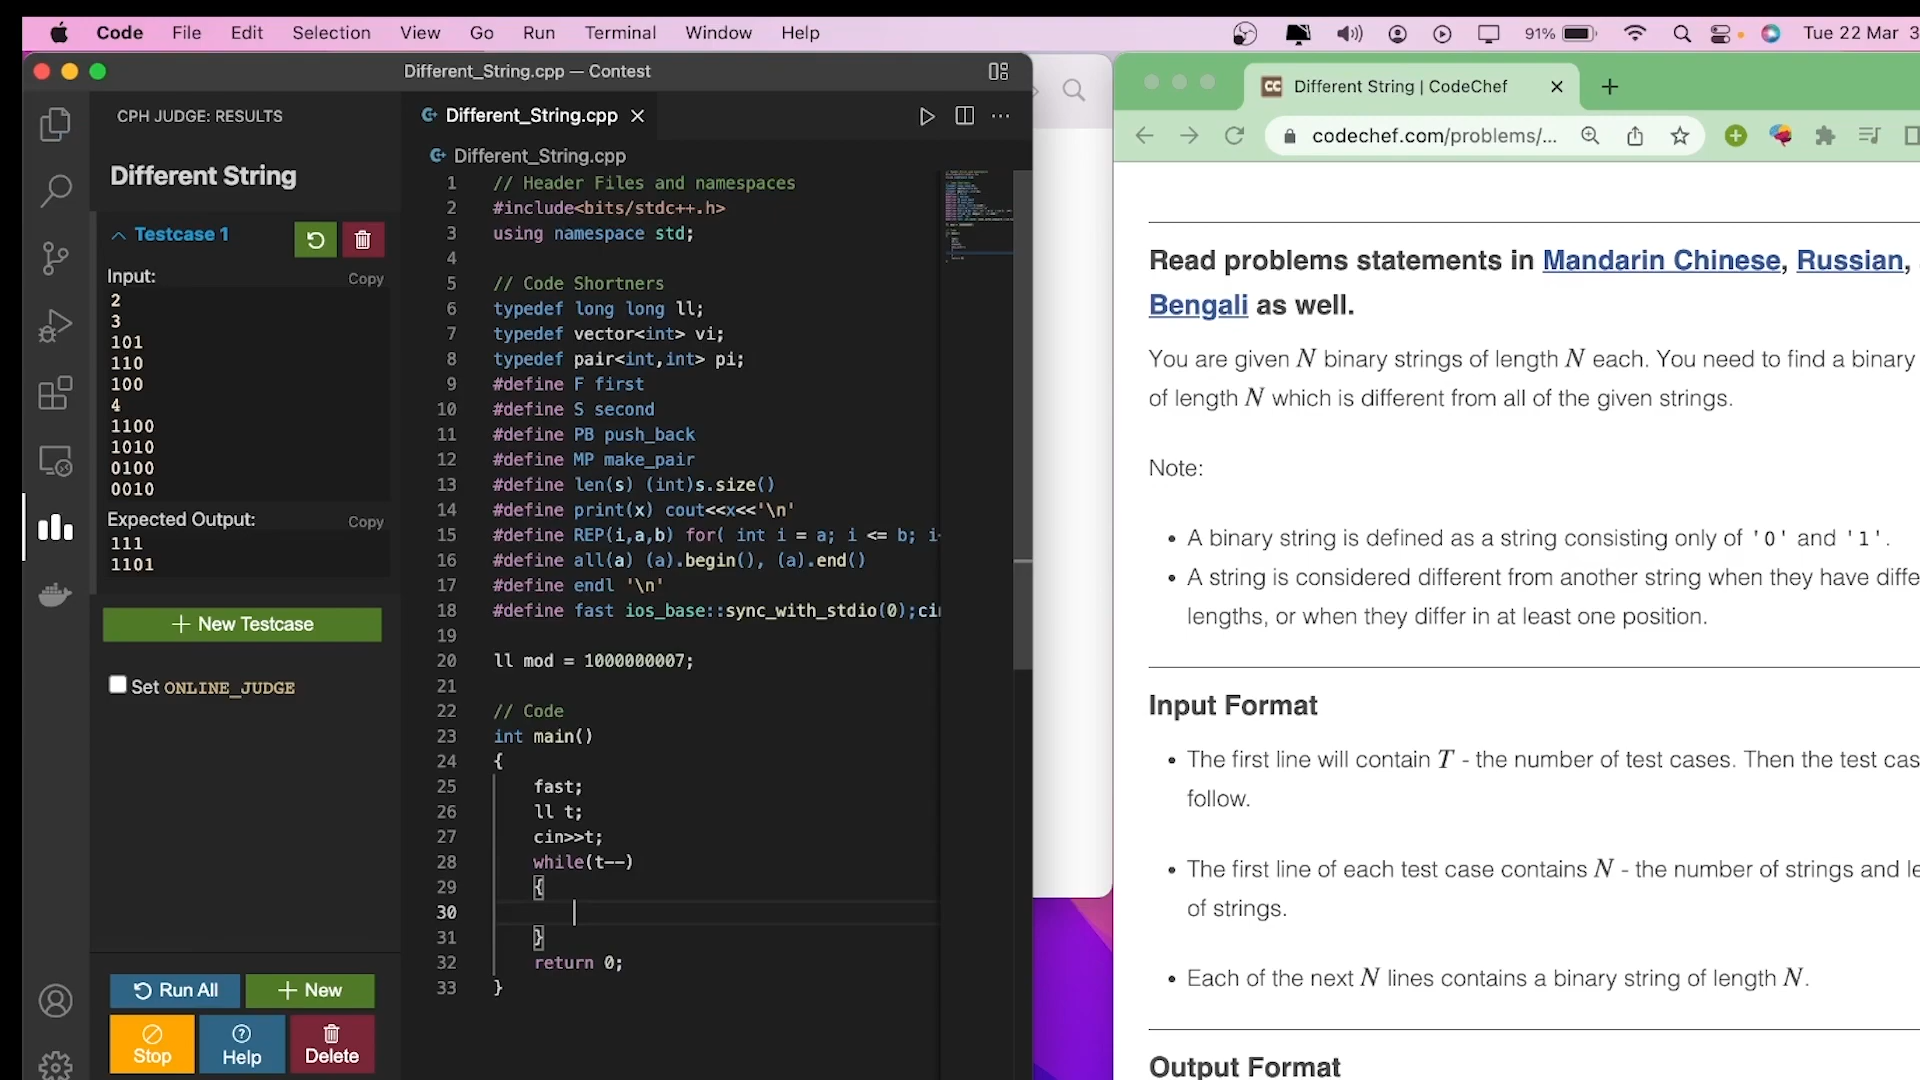 Code File Edit Selection View Go Run Terminal Window Help 91% Tue 22 Mar 3
Different_String.cpp — Contest
CPH JUDGE: RESULTS
Different String
Testcase 1
Input:
Copy
2
3
101
110
100
4
1100
1010
0100
0010
Expected Output:
Copy
111
1101
+ New Testcase
Set ONLINE_JUDGE
Run All
+ New
Stop
Help
Delete
Different_String.cpp
Different_String.cpp
1 // Header Files and namespaces
2 #include<bits/stdc++.h>
3 using namespace std;
4
5 // Code Shortners
6 typedef long long ll;
7 typedef vector<int> vi;
8 typedef pair<int,int> pi;
9 #define F first
10 #define S second
11 #define PB push_back
12 #define MP make_pair
13 #define len(s) (int)s.size()
14 #define print(x) cout<<x<<'\n'
15 #define REP(i,a,b) for( int i = a; i <= b; i
16 #define all(a) (a).begin(), (a).end()
17 #define endl '\n'
18 #define fast ios_base::sync_with_stdio(0);ci
19
20 ll mod = 1000000007;
21
22 // Code
23 int main()
24 {
25 fast;
26 ll t;
27 cin>>t;
28 while(t--)
29 {
30
31 }
32 return 0;
33 }
CC Different String | CodeChef
codechef.com/problems/...
Read problems statements in Mandarin Chinese, Russian,
Bengali as well.
You are given N binary strings of length N each. You need to find a binary
of length N which is different from all of the given strings.
Note:
• A binary string is defined as a string consisting only of '0' and '1'.
• A string is considered different from another string when they have diffe
lengths, or when they differ in at least one position.
Input Format
• The first line will contain T - the number of test cases. Then the test cas
follow.
• The first line of each test case contains N - the number of strings and le
of strings.
• Each of the next N lines contains a binary string of length N.
Output Format